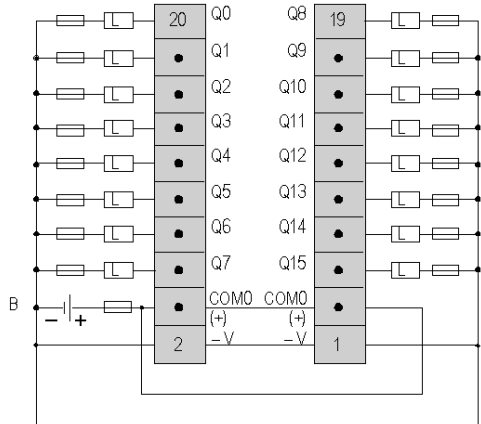 L 20 Q0 Q8 19 L
L Q1 Q9 L
L Q2 Q10 L
L Q3 Q11 L
L Q4 Q12 L
L Q5 Q13 L
L Q6 Q14 L
L Q7 Q15 L
B − + COM0 COM0
(+) (+)
2 −V −V 1